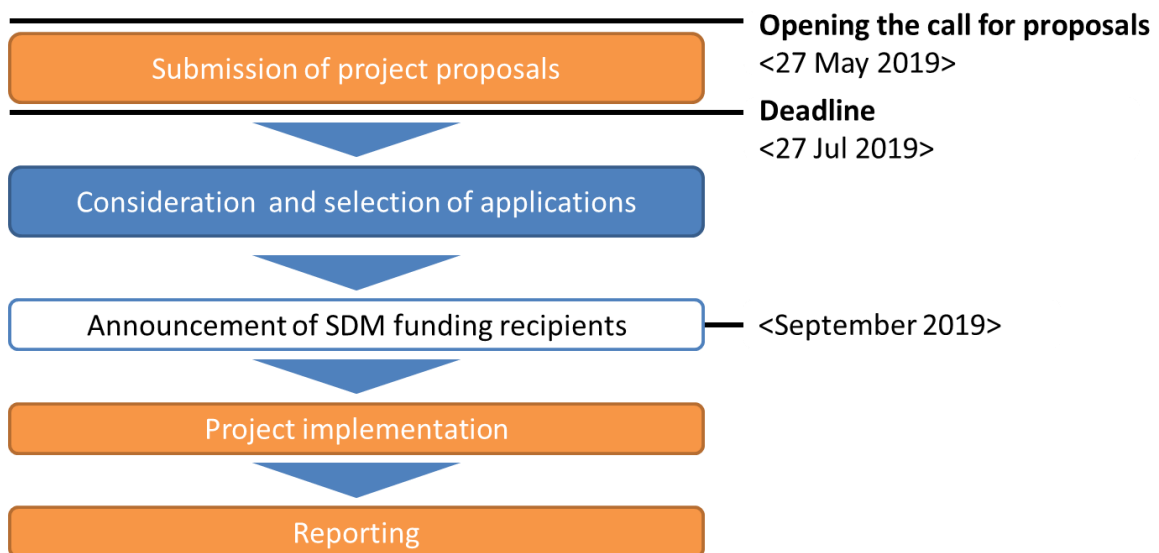 Opening the call for proposals
<27 May 2019>
Submission of project proposals
Deadline
<27 Jul 2019>
Consideration and selection of applications
Announcement of SDM funding recipients
<September 2019>
Project implementation
Reporting